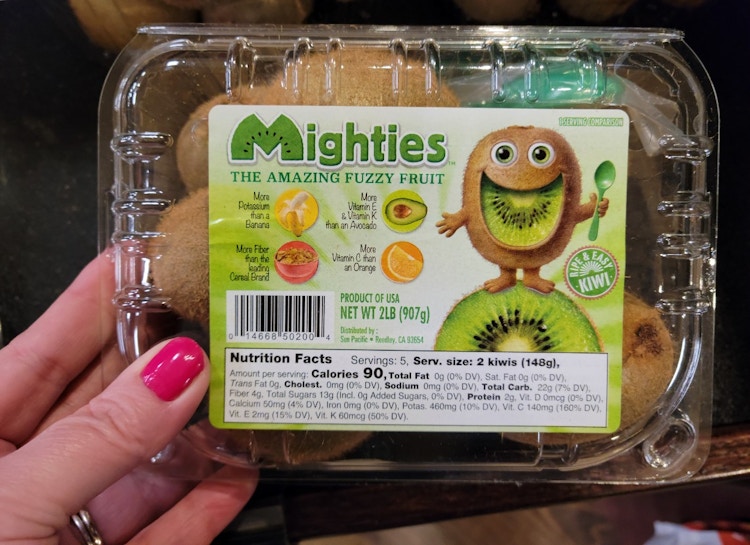 1 SERVING COMPARISON
Mighties™
THE AMAZING FUZZY FRUIT
More
Potassium
than a
Banana
More
Vitamin E
& Vitamin K
than an Avocado
More Fiber
than the
leading
Cereal Brand
More
Vitamin C than
an Orange
RIPE & EASY
KIWI
PRODUCT OF USA
NET WT 2LB (907g)
Distributed by :
Sun Pacific • Reedley, CA 93654
0 14668 50200 4
Nutrition Facts Servings: 5, Serv. size: 2 kiwis (148g),
Amount per serving: Calories 90, Total Fat 0g (0% DV), Sat. Fat 0g (0% DV),
Trans Fat 0g, Cholest. 0mg (0% DV), Sodium 0mg (0% DV), Total Carb. 22g (7% DV),
Fiber 4g, Total Sugars 13g (Incl. 0g Added Sugars, 0% DV), Protein 2g, Vit. D 0mcg (0% DV),
Calcium 50mg (4% DV), Iron 0mg (0% DV), Potas. 460mg (10% DV), Vit. C 140mg (160% DV),
Vit. E 2mg (15% DV), Vit. K 60mcg (50% DV).